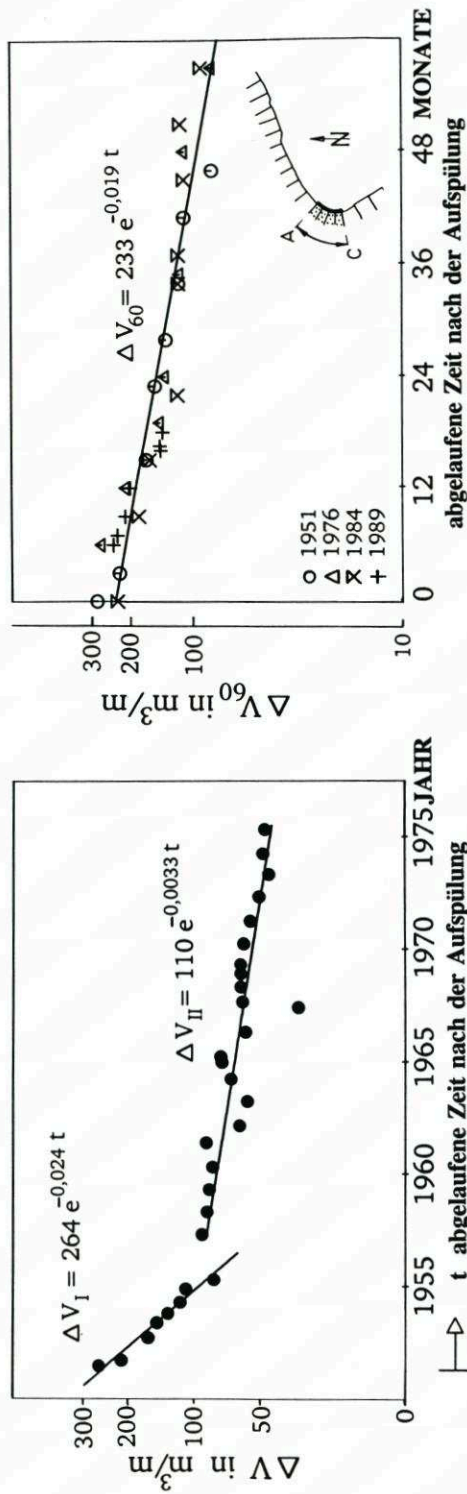 ΔV in m³/m
300
200
100
50
0
ΔV_I = 264 e^-0,024 t
ΔV_II = 110 e^-0,0033 t
1955
1960
1965
1970
1975 JAHR
t abgelaufene Zeit nach der Aufspülung
ΔV₆₀ in m³/m
300
200
100
10
ΔV₆₀ = 233 e^-0,019 t
○ 1951
△ 1976
⧖ 1984
+ 1989
A
C
N
0
12
24
36
48
MONATE
abgelaufene Zeit nach der Aufspülung